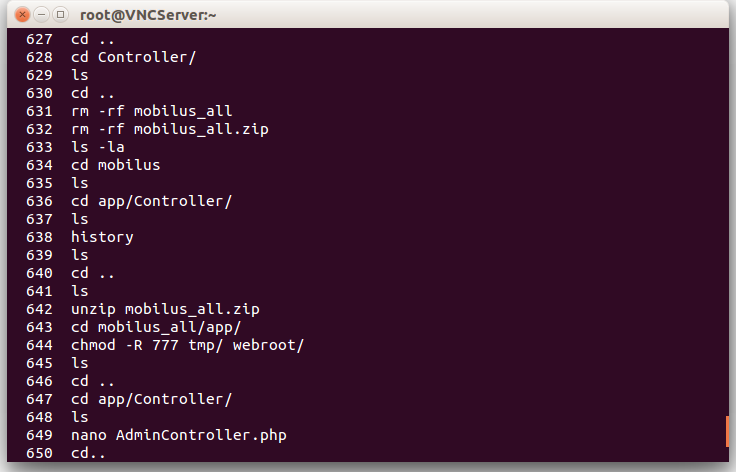 root@VNCServer:~
627 cd ..
628 cd Controller/
629 ls
630 cd ..
631 rm -rf mobilus_all
632 rm -rf mobilus_all.zip
633 ls -la
634 cd mobilus
635 ls
636 cd app/Controller/
637 ls
638 history
639 ls
640 cd ..
641 ls
642 unzip mobilus_all.zip
643 cd mobilus_all/app/
644 chmod -R 777 tmp/ webroot/
645 ls
646 cd ..
647 cd app/Controller/
648 ls
649 nano AdminController.php
650 cd..